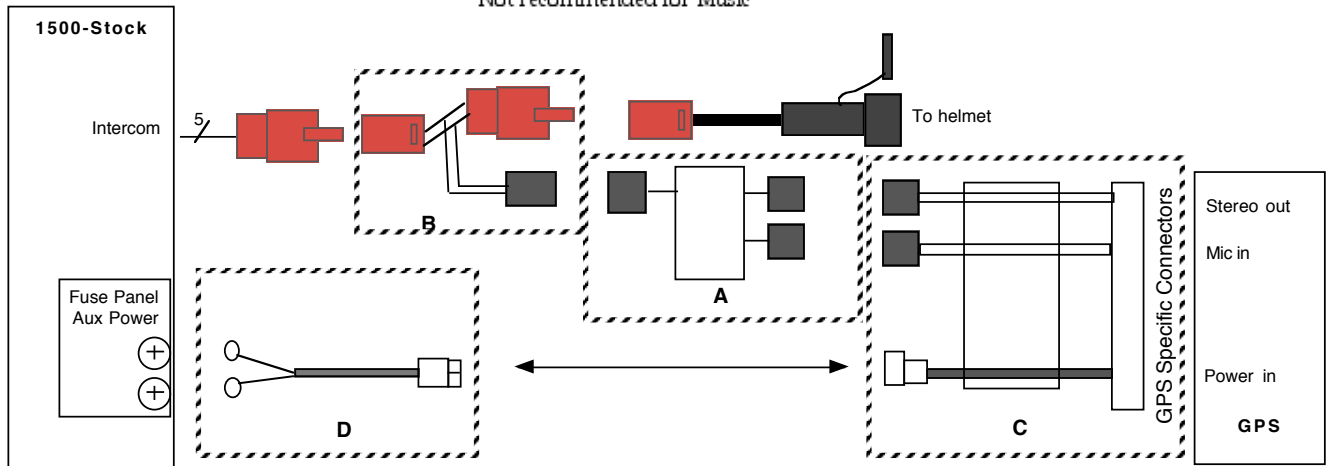 Not recommended for Music
1500-Stock
Intercom
5
To helmet
B
A
Stereo out
Mic in
GPS Specific Connectors
Fuse Panel
Aux Power
+
+
D
C
Power in
GPS